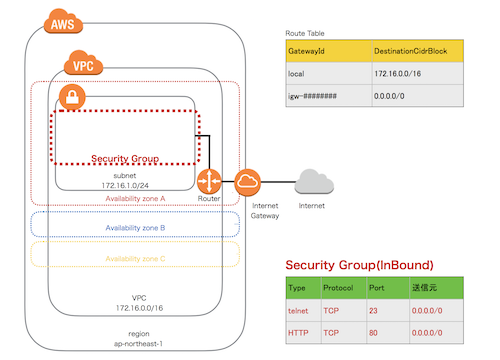 AWS
VPC
Security Group
subnet
172.16.1.0/24
Availability zone A
Router
Internet
Gateway
Internet
Availability zone B
Availability zone C
VPC
172.16.0.0/16
region
ap-northeast-1
Route Table
GatewayId DestinationCidrBlock
local 172.16.0.0/16
igw-######## 0.0.0.0/0
Security Group(InBound)
Type Protocol Port 送信元
telnet TCP 23 0.0.0.0/0
HTTP TCP 80 0.0.0.0/0